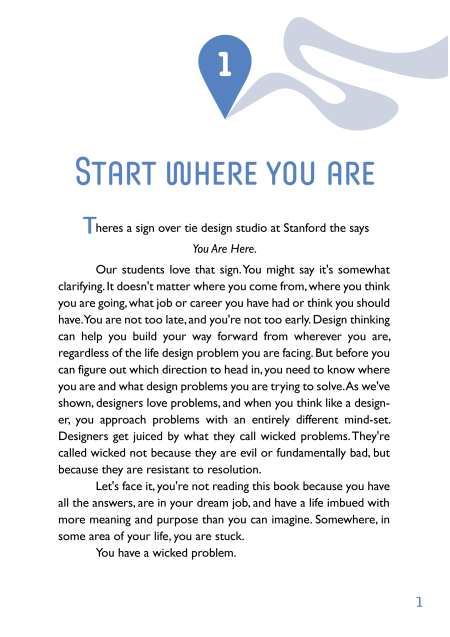 1
START WHERE YOU ARE
Theres a sign over tie design studio at Stanford the says
You Are Here.
Our students love that sign. You might say it's somewhat
clarifying. It doesn't matter where you come from, where you think
you are going, what job or career you have had or think you should
have. You are not too late, and you're not too early. Design thinking
can help you build your way forward from wherever you are,
regardless of the life design problem you are facing. But before you
can figure out which direction to head in, you need to know where
you are and what design problems you are trying to solve. As we've
shown, designers love problems, and when you think like a design-
er, you approach problems with an entirely different mind-set.
Designers get juiced by what they call wicked problems. They're
called wicked not because they are evil or fundamentally bad, but
because they are resistant to resolution.
Let's face it, you're not reading this book because you have
all the answers, are in your dream job, and have a life imbued with
more meaning and purpose than you can imagine. Somewhere, in
some area of your life, you are stuck.
You have a wicked problem.
1